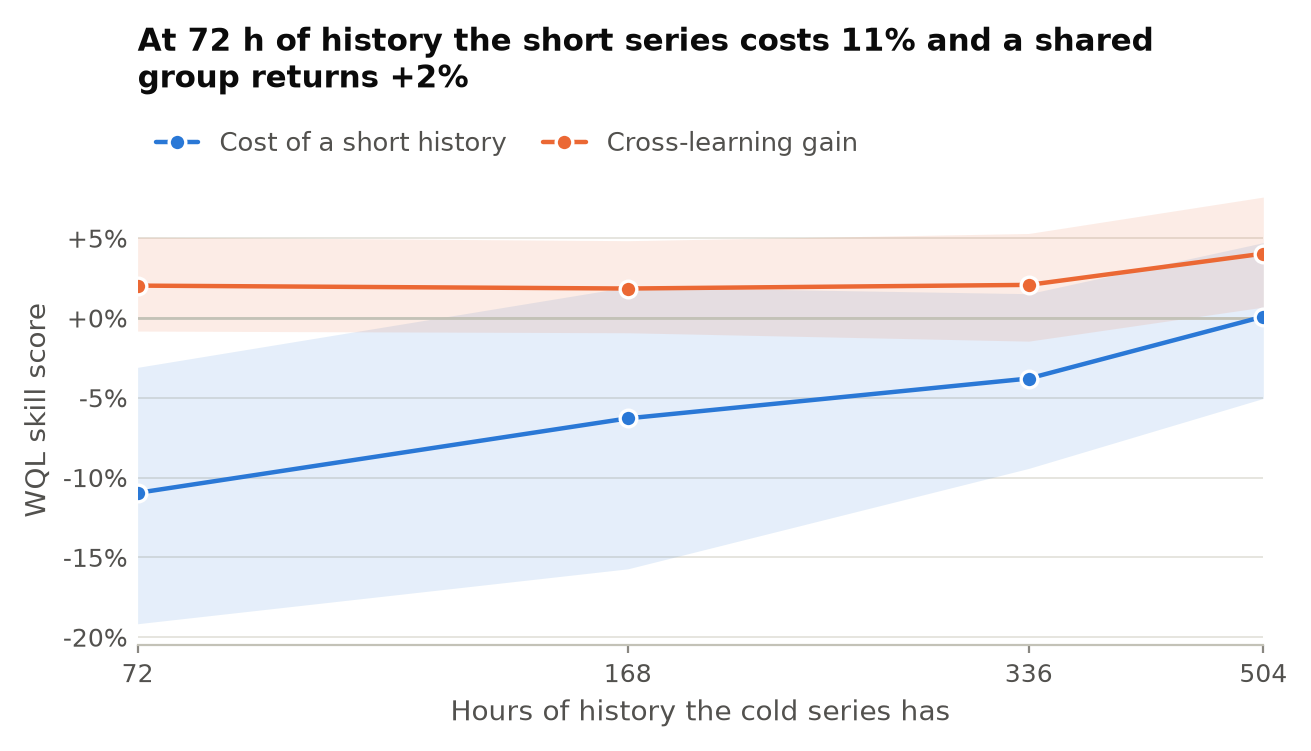 At 72 h of history the short series costs 11% and a shared
group returns +2%
Cost of a short history
Cross-learning gain
WQL skill score
+5%
+0%
-5%
-10%
-15%
-20%
72
168
336
504
Hours of history the cold series has